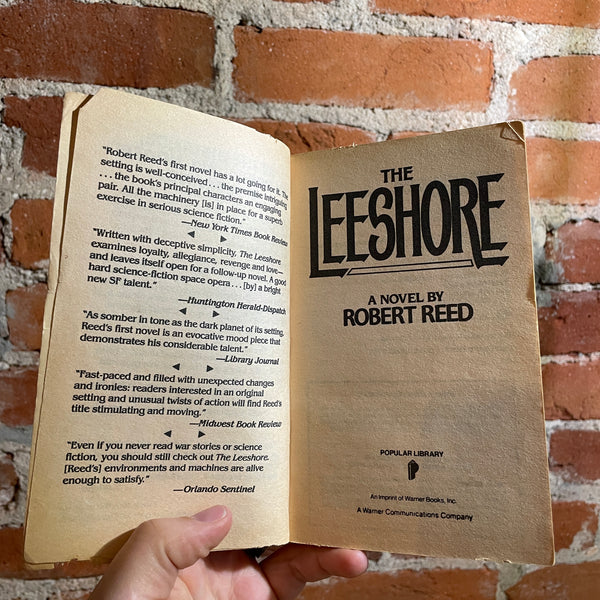 "Robert Reed's first novel has a lot going for it. The
setting is well-conceived . . . the premise intriguing
. . . the book's principal characters an engaging
pair. All the machinery [is] in place for a superb
exercise in serious science fiction."
—New York Times Book Review
◄ ►
"Written with deceptive simplicity, The Leeshore
examines loyalty, allegiance, revenge and love—
and leaves itself open for a follow-up novel. A good
hard science-fiction space opera . . . [by] a bright
new SF talent."
—Huntington Herald-Dispatch
◄ ►
"As somber in tone as the dark planet of its setting,
Reed's first novel is an evocative mood piece that
demonstrates his considerable talent."
—Library Journal
◄ ►
"Fast-paced and filled with unexpected changes
and ironies: readers interested in an original
setting and unusual twists of action will find Reed's
title stimulating and moving."
—Midwest Book Review
◄ ►
"Even if you never read war stories or science
fiction, you should still check out The Leeshore.
[Reed's] environments and machines are alive
enough to satisfy."
—Orlando Sentinel
THE
LEESHORE
A NOVEL BY
ROBERT REED
POPULAR LIBRARY
An Imprint of Warner Books, Inc.
A Warner Communications Company